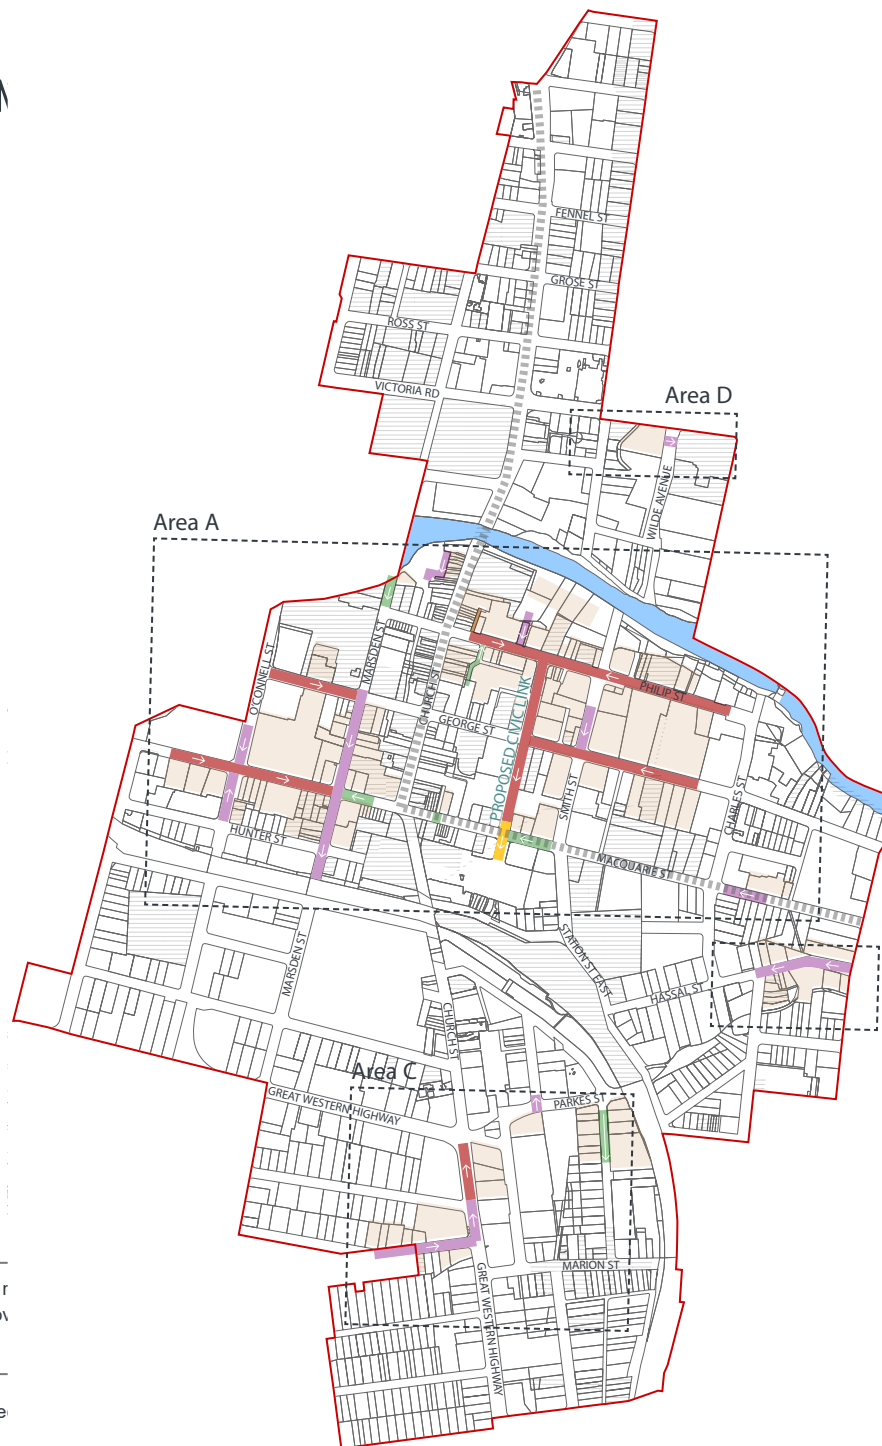 FENNEL ST
GROSE ST
ROSS ST
VICTORIA RD
Area D
WILDE AVENUE
Area A
MARSDEN ST
O'CONNELL ST
CHURCH ST
PHILIP ST
GEORGE ST
PROPOSED CIVIC LINK
SMITH ST
CHARLES ST
HUNTER ST
MACQUARIE ST
STATION ST EAST
MARSDEN ST
HASSAL ST
CHURCH ST
Area C
GREAT WESTERN HIGHWAY
PARKES ST
MARION ST
GREAT WESTERN HIGHWAY